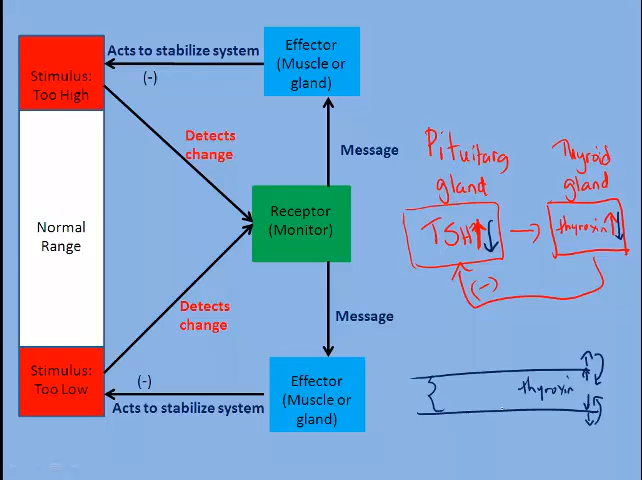 Acts to stabilize system
(-)
Effector
(Muscle or
gland)
Stimulus:
Too High
Detects
change
Message
Receptor
(Monitor)
Normal
Range
Detects
change
Message
Stimulus:
Too Low
(-)
Acts to stabilize system
Effector
(Muscle or
gland)
Pituitary
gland
Thyroid
gland
TSH
thyroxin
(-)
thyroxin